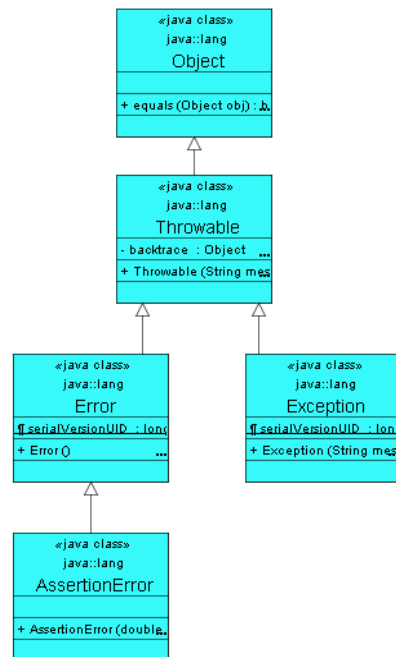 «java class»
java::lang
Object
+ equals(Object obj) : b...
«java class»
java::lang
Throwable
- backtrace : Object ...
+ Throwable (String mes...
«java class»
java::lang
Error
¶ serialVersionUID : long
+ Error() ...
«java class»
java::lang
Exception
¶ serialVersionUID : lon
+ Exception (String mes...
«java class»
java::lang
AssertionError
+ AssertionError (double...